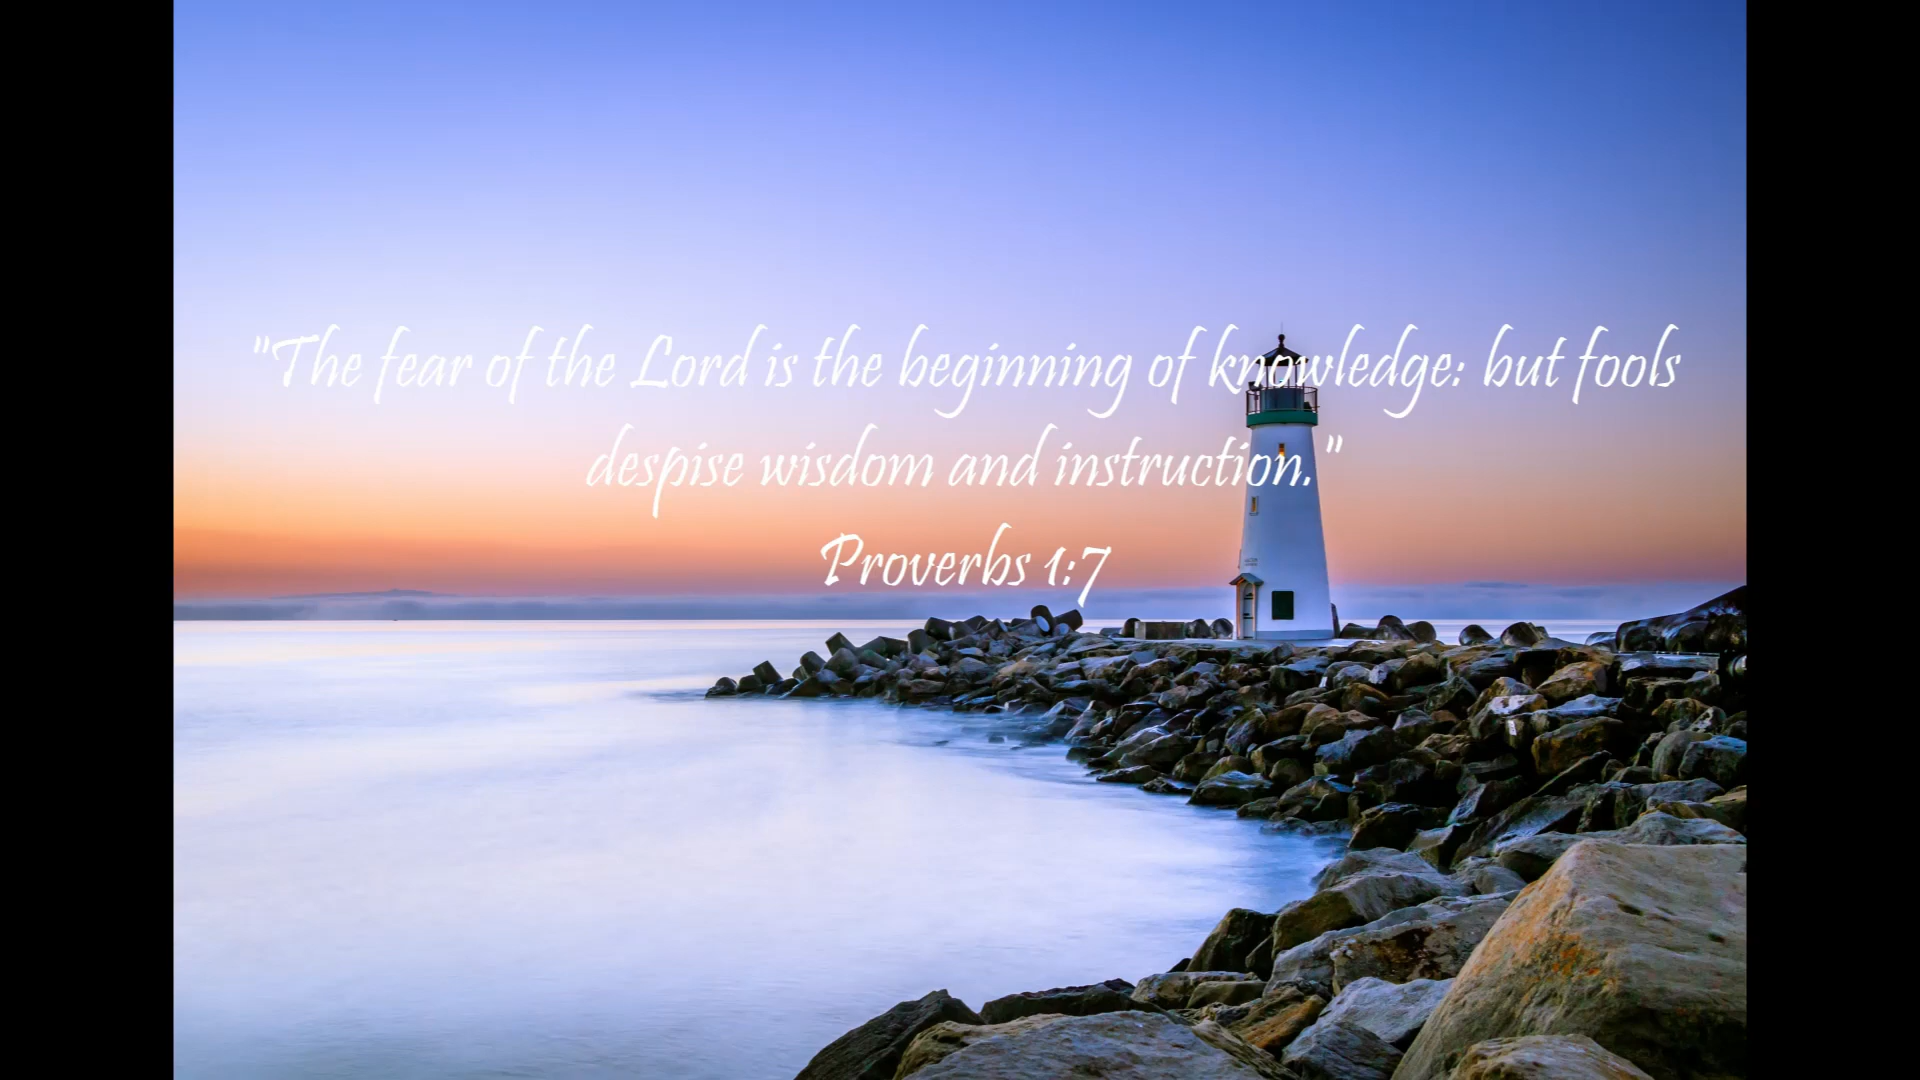 "The fear of the Lord is the beginning of knowledge: but fools
despise wisdom and instruction."
Proverbs 1:7